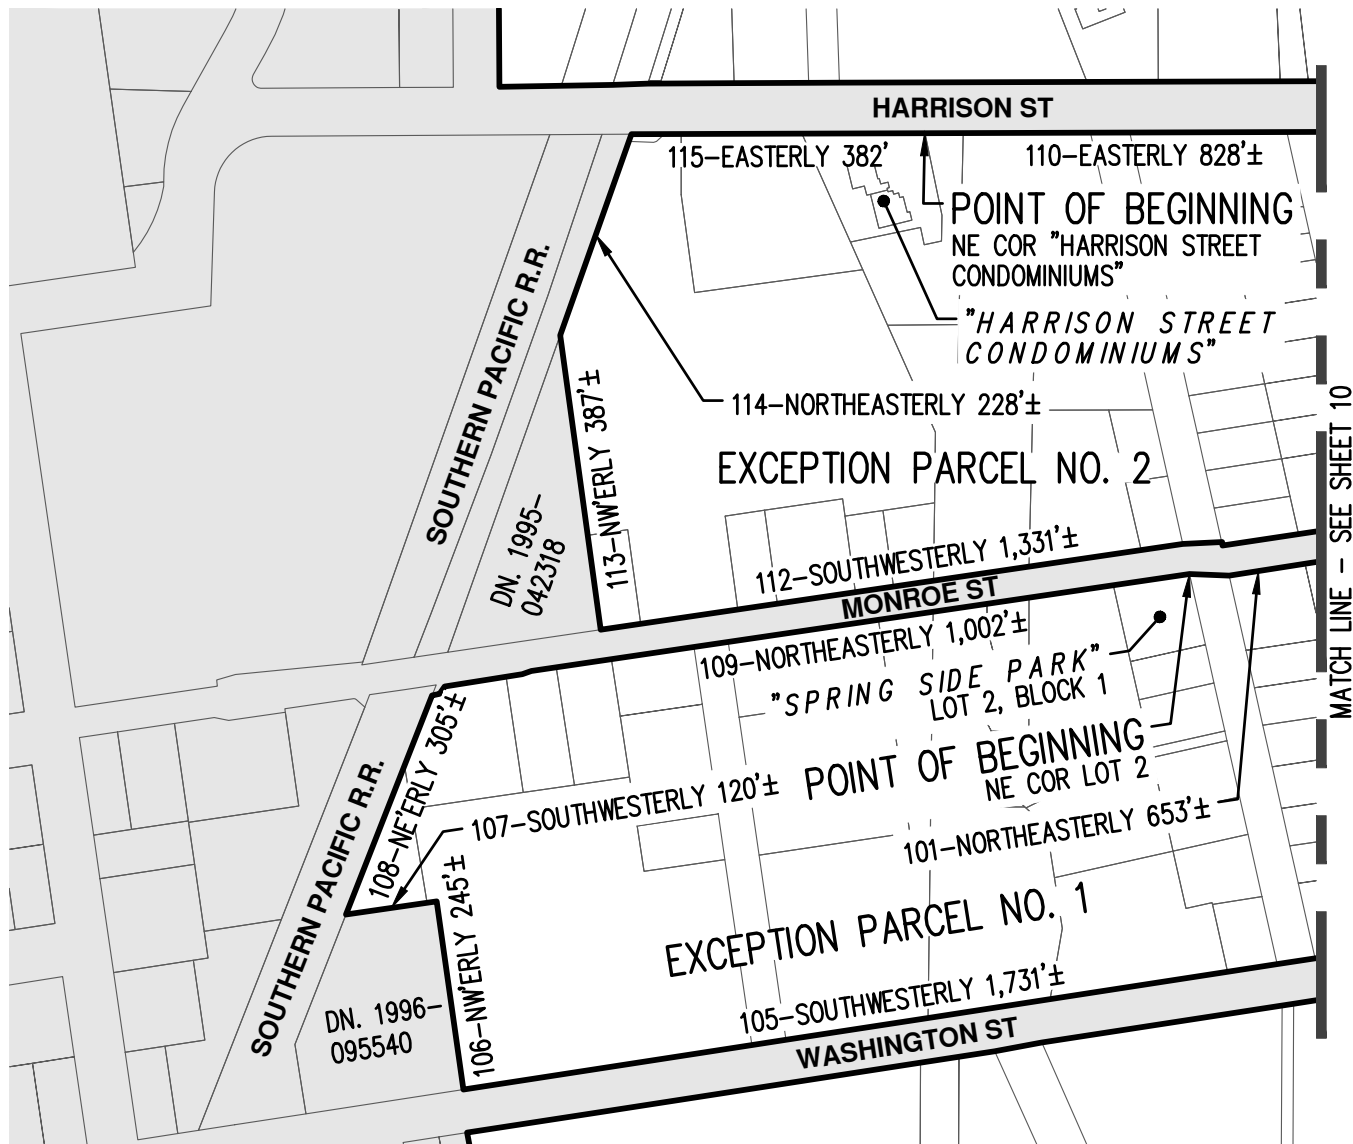 HARRISON ST
115-EASTERLY 382'
110-EASTERLY 828'±
POINT OF BEGINNING
NE COR "HARRISON STREET
CONDOMINIUMS"
"HARRISON STREET
CONDOMINIUMS"
SOUTHERN PACIFIC R.R.
114-NORTHEASTERLY 228'±
113-NW'ERLY 387'±
EXCEPTION PARCEL NO. 2
MATCH LINE - SEE SHEET 10
DN. 1995-
042318
112-SOUTHWESTERLY 1,331'±
MONROE ST
109-NORTHEASTERLY 1,002'±
"SPRING SIDE PARK"
LOT 2, BLOCK 1
POINT OF BEGINNING
NE COR LOT 2
108-NE'ERLY 305'±
107-SOUTHWESTERLY 120'±
101-NORTHEASTERLY 653'±
SOUTHERN PACIFIC R.R.
106-NW'ERLY 245'±
EXCEPTION PARCEL NO. 1
DN. 1996-
095540
105-SOUTHWESTERLY 1,731'±
WASHINGTON ST